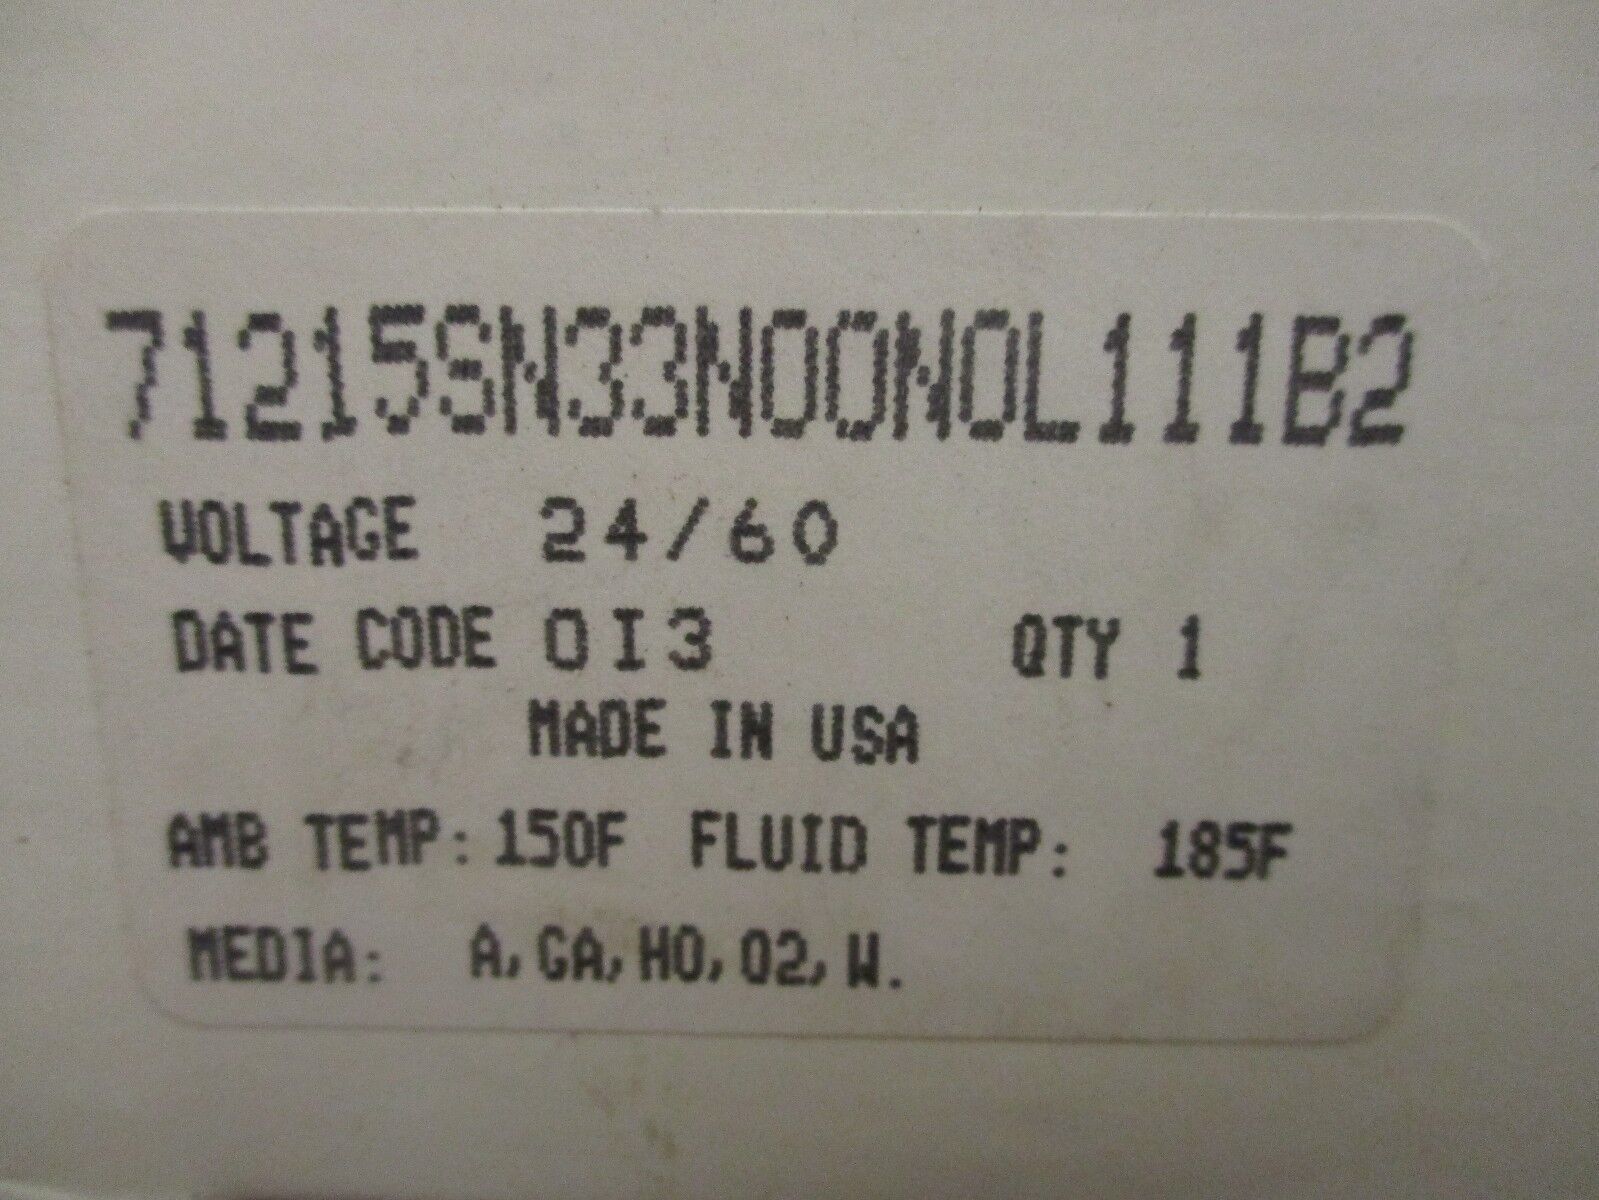 71215SN33N00N0L111B2
VOLTAGE 24/60
DATE CODE 0I3 QTY 1
MADE IN USA
AMB TEMP: 150F FLUID TEMP: 185F
MEDIA: A, GA, HO, O2, W.